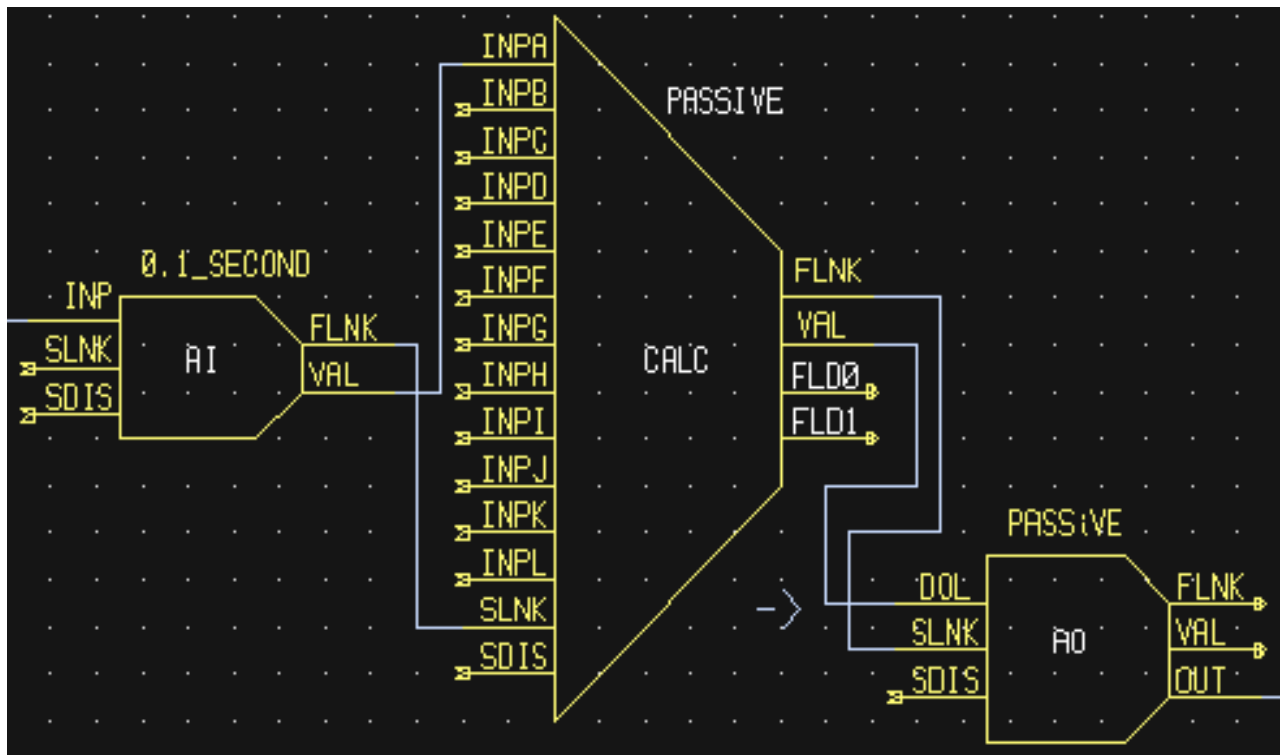 0.1_SECOND
INP
SLNK
SDIS
AI
FLNK
VAL
INPA
INPB
INPC
INPD
INPE
INPF
INPG
INPH
INPI
INPJ
INPK
INPL
SLNK
SDIS
PASSIVE
CALC
FLNK
VAL
FLD0
FLD1
->
PASSiVE
DOL
SLNK
SDIS
AO
FLNK
VAL
OUT